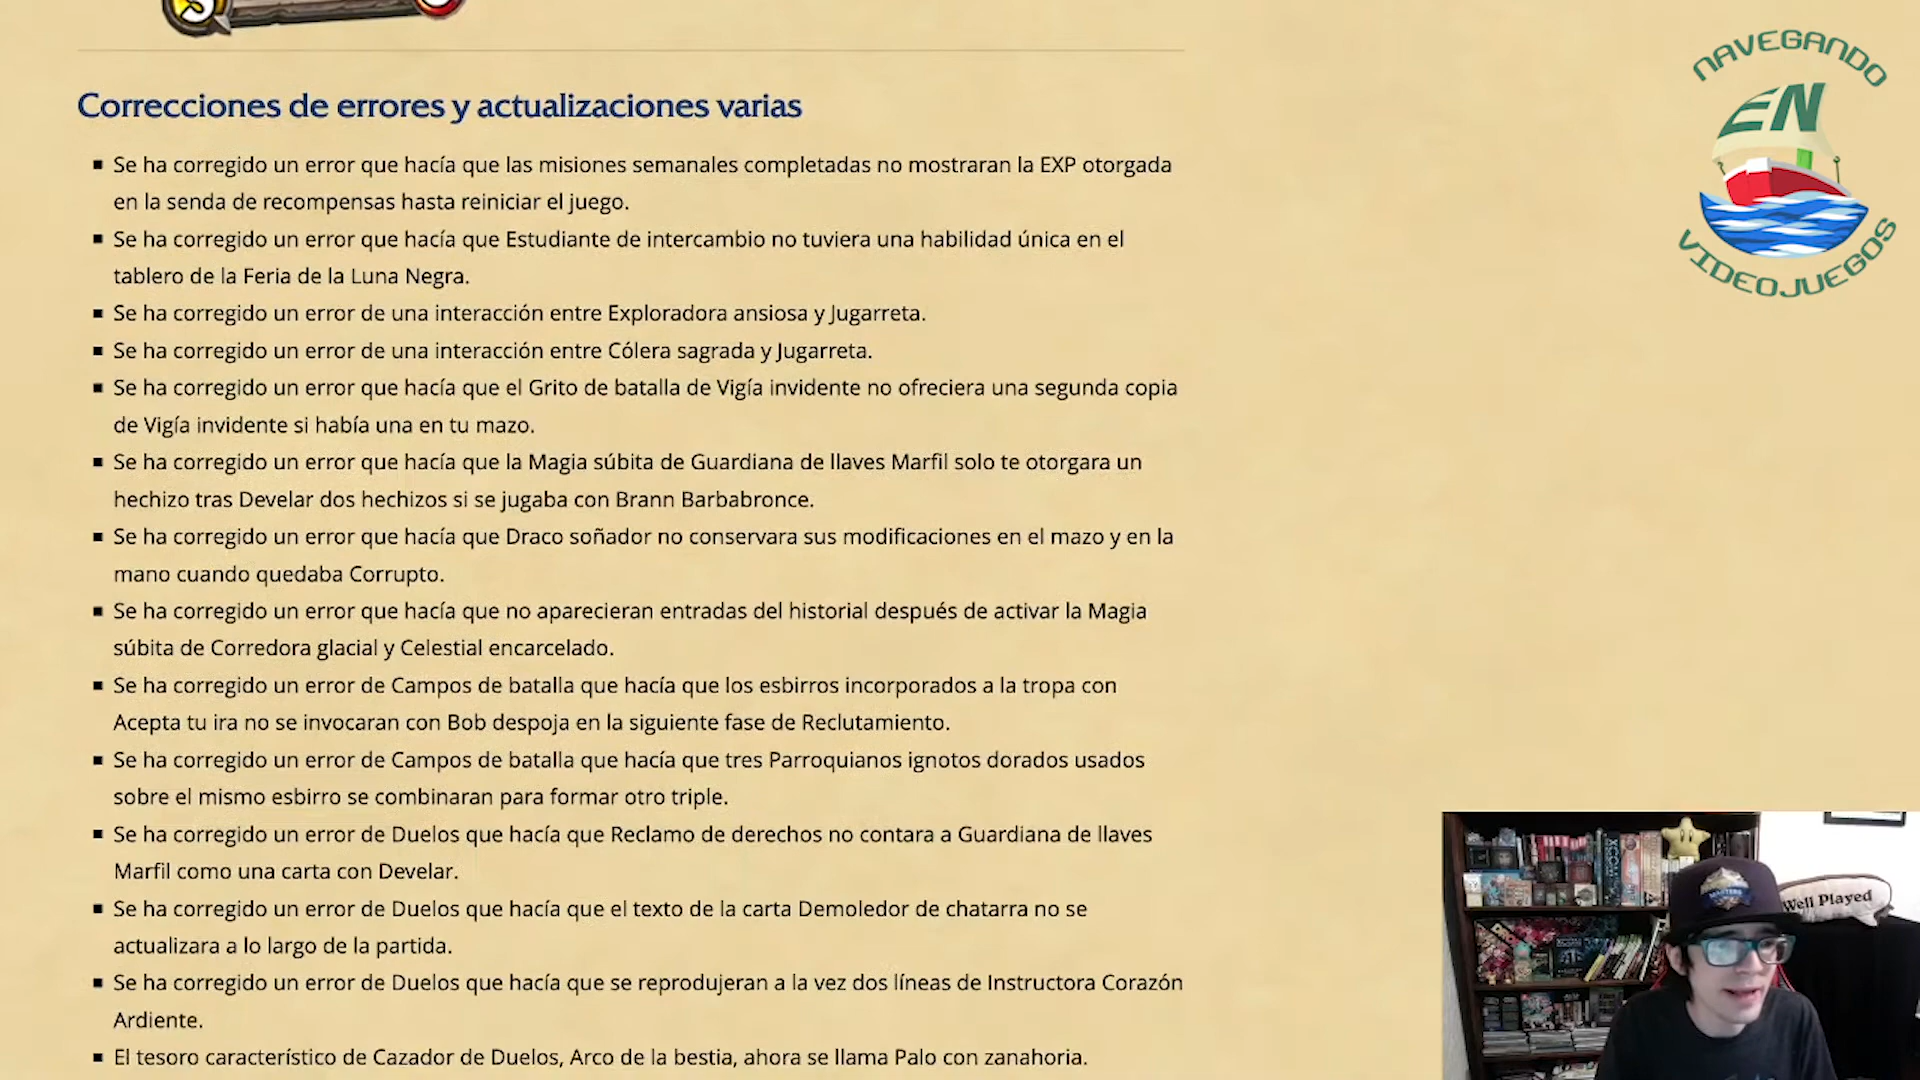 NAVEGANDO
EN
VIDEOJUEGOS
Correcciones de errores y actualizaciones varias
▪ Se ha corregido un error que hacía que las misiones semanales completadas no mostraran la EXP otorgada
en la senda de recompensas hasta reiniciar el juego.
▪ Se ha corregido un error que hacía que Estudiante de intercambio no tuviera una habilidad única en el
tablero de la Feria de la Luna Negra.
▪ Se ha corregido un error de una interacción entre Exploradora ansiosa y Jugarreta.
▪ Se ha corregido un error de una interacción entre Cólera sagrada y Jugarreta.
▪ Se ha corregido un error que hacía que el Grito de batalla de Vigía invidente no ofreciera una segunda copia
de Vigía invidente si había una en tu mazo.
▪ Se ha corregido un error que hacía que la Magia súbita de Guardiana de llaves Marfil solo te otorgara un
hechizo tras Develar dos hechizos si se jugaba con Brann Barbabronce.
▪ Se ha corregido un error que hacía que Draco soñador no conservara sus modificaciones en el mazo y en la
mano cuando quedaba Corrupto.
▪ Se ha corregido un error que hacía que no aparecieran entradas del historial después de activar la Magia
súbita de Corredora glacial y Celestial encarcelado.
▪ Se ha corregido un error de Campos de batalla que hacía que los esbirros incorporados a la tropa con
Acepta tu ira no se invocaran con Bob despoja en la siguiente fase de Reclutamiento.
▪ Se ha corregido un error de Campos de batalla que hacía que tres Parroquianos ignotos dorados usados
sobre el mismo esbirro se combinaran para formar otro triple.
▪ Se ha corregido un error de Duelos que hacía que Reclamo de derechos no contara a Guardiana de llaves
Marfil como una carta con Develar.
▪ Se ha corregido un error de Duelos que hacía que el texto de la carta Demoledor de chatarra no se
actualizara a lo largo de la partida.
▪ Se ha corregido un error de Duelos que hacía que se reprodujeran a la vez dos líneas de Instructora Corazón
Ardiente.
▪ El tesoro característico de Cazador de Duelos, Arco de la bestia, ahora se llama Palo con zanahoria.
Well Played
MASTERS
XCOM